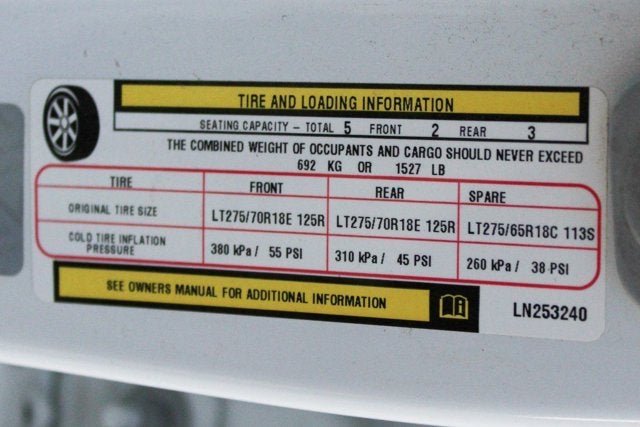 TIRE AND LOADING INFORMATION
SEATING CAPACITY - TOTAL 5 FRONT 2 REAR 3
THE COMBINED WEIGHT OF OCCUPANTS AND CARGO SHOULD NEVER EXCEED
692 KG OR 1527 LB
TIRE FRONT REAR SPARE
ORIGINAL TIRE SIZE LT275/70R18E 125R LT275/70R18E 125R LT275/65R18C 113S
COLD TIRE INFLATION
PRESSURE 380 kPa / 55 PSI 310 kPa / 45 PSI 260 kPa / 38 PSI
SEE OWNERS MANUAL FOR ADDITIONAL INFORMATION
LN253240